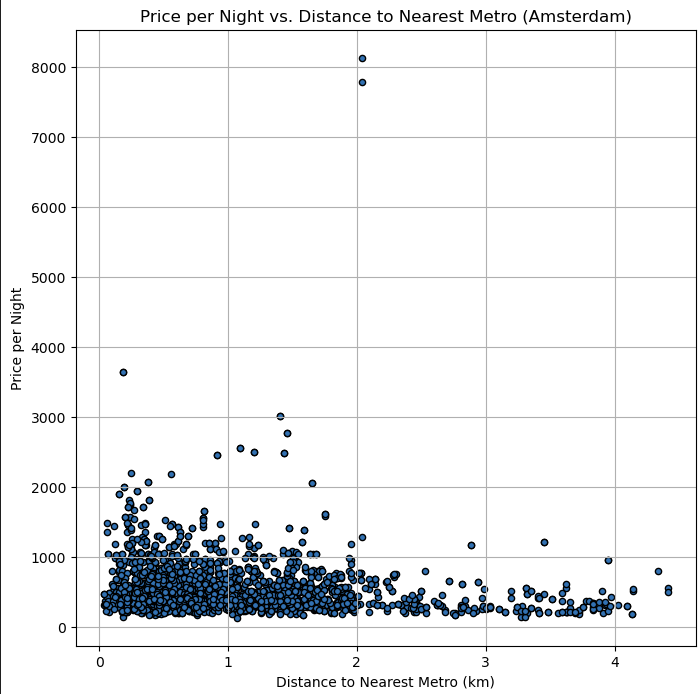 Price per Night vs. Distance to Nearest Metro (Amsterdam)
8000
7000
6000
5000
4000
3000
2000
1000
0
Price per Night
0 1 2 3 4
Distance to Nearest Metro (km)